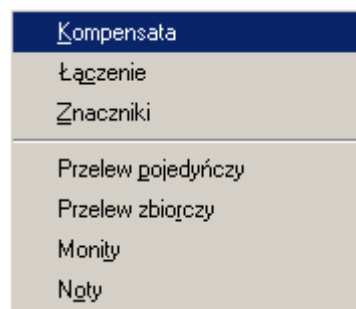 Kompensata
Łączenie
Znaczniki
Przelew pojedyńczy
Przelew zbiorczy
Monity
Noty